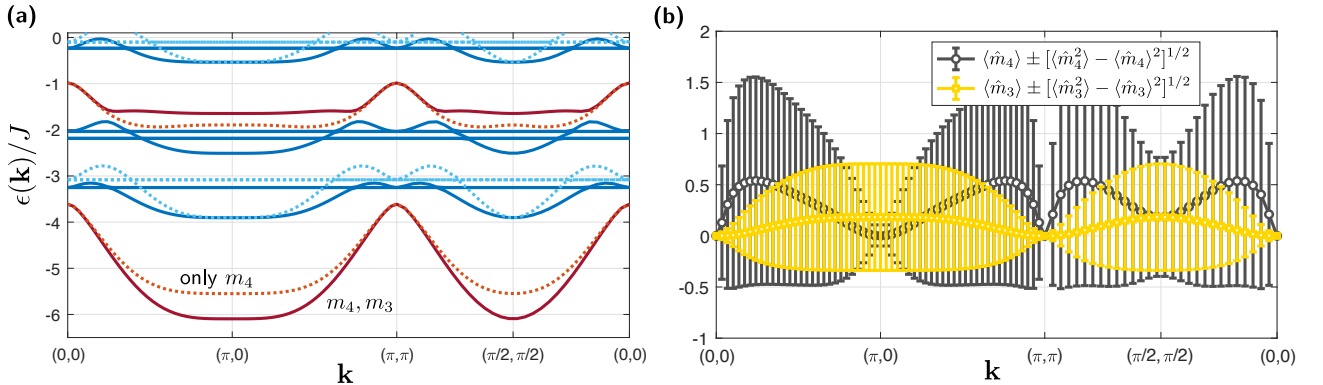 (a)
ϵ(k)/J
0
-1
-2
-3
-4
-5
-6
only m₄
m₄, m₃
(0,0)
(π,0)
(π,π)
(π/2,π/2)
(0,0)
k
(b)
2
1.5
1
0.5
0
-0.5
-1
⟨m̂₄⟩ ± [⟨m̂₄²⟩ − ⟨m̂₄⟩²]^{1/2}
⟨m̂₃⟩ ± [⟨m̂₃²⟩ − ⟨m̂₃⟩²]^{1/2}
(0,0)
(π,0)
(π,π)
(π/2,π/2)
(0,0)
k